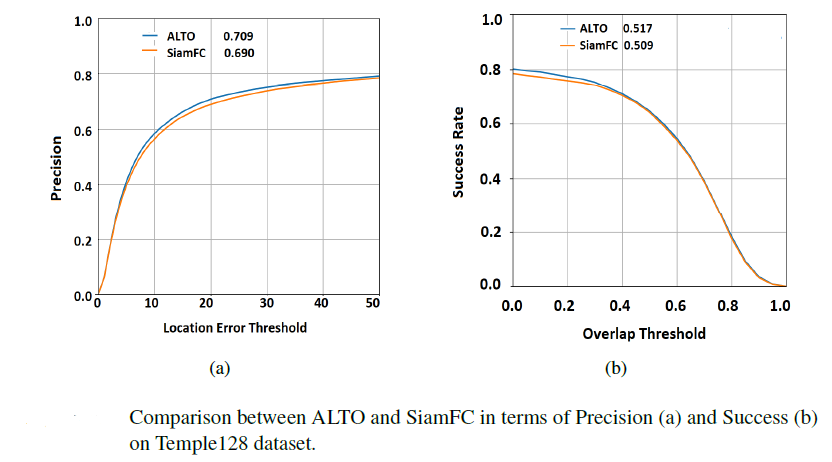 1.0
0.8
0.6
0.4
0.2
0.0
Precision
ALTO 0.709
SiamFC 0.690
0 10 20 30 40 50
Location Error Threshold
(a)
1.0
0.8
0.6
0.4
0.2
0.0
Success Rate
ALTO 0.517
SiamFC 0.509
0.0 0.2 0.4 0.6 0.8 1.0
Overlap Threshold
(b)
Comparison between ALTO and SiamFC in terms of Precision (a) and Success (b)
on Temple128 dataset.